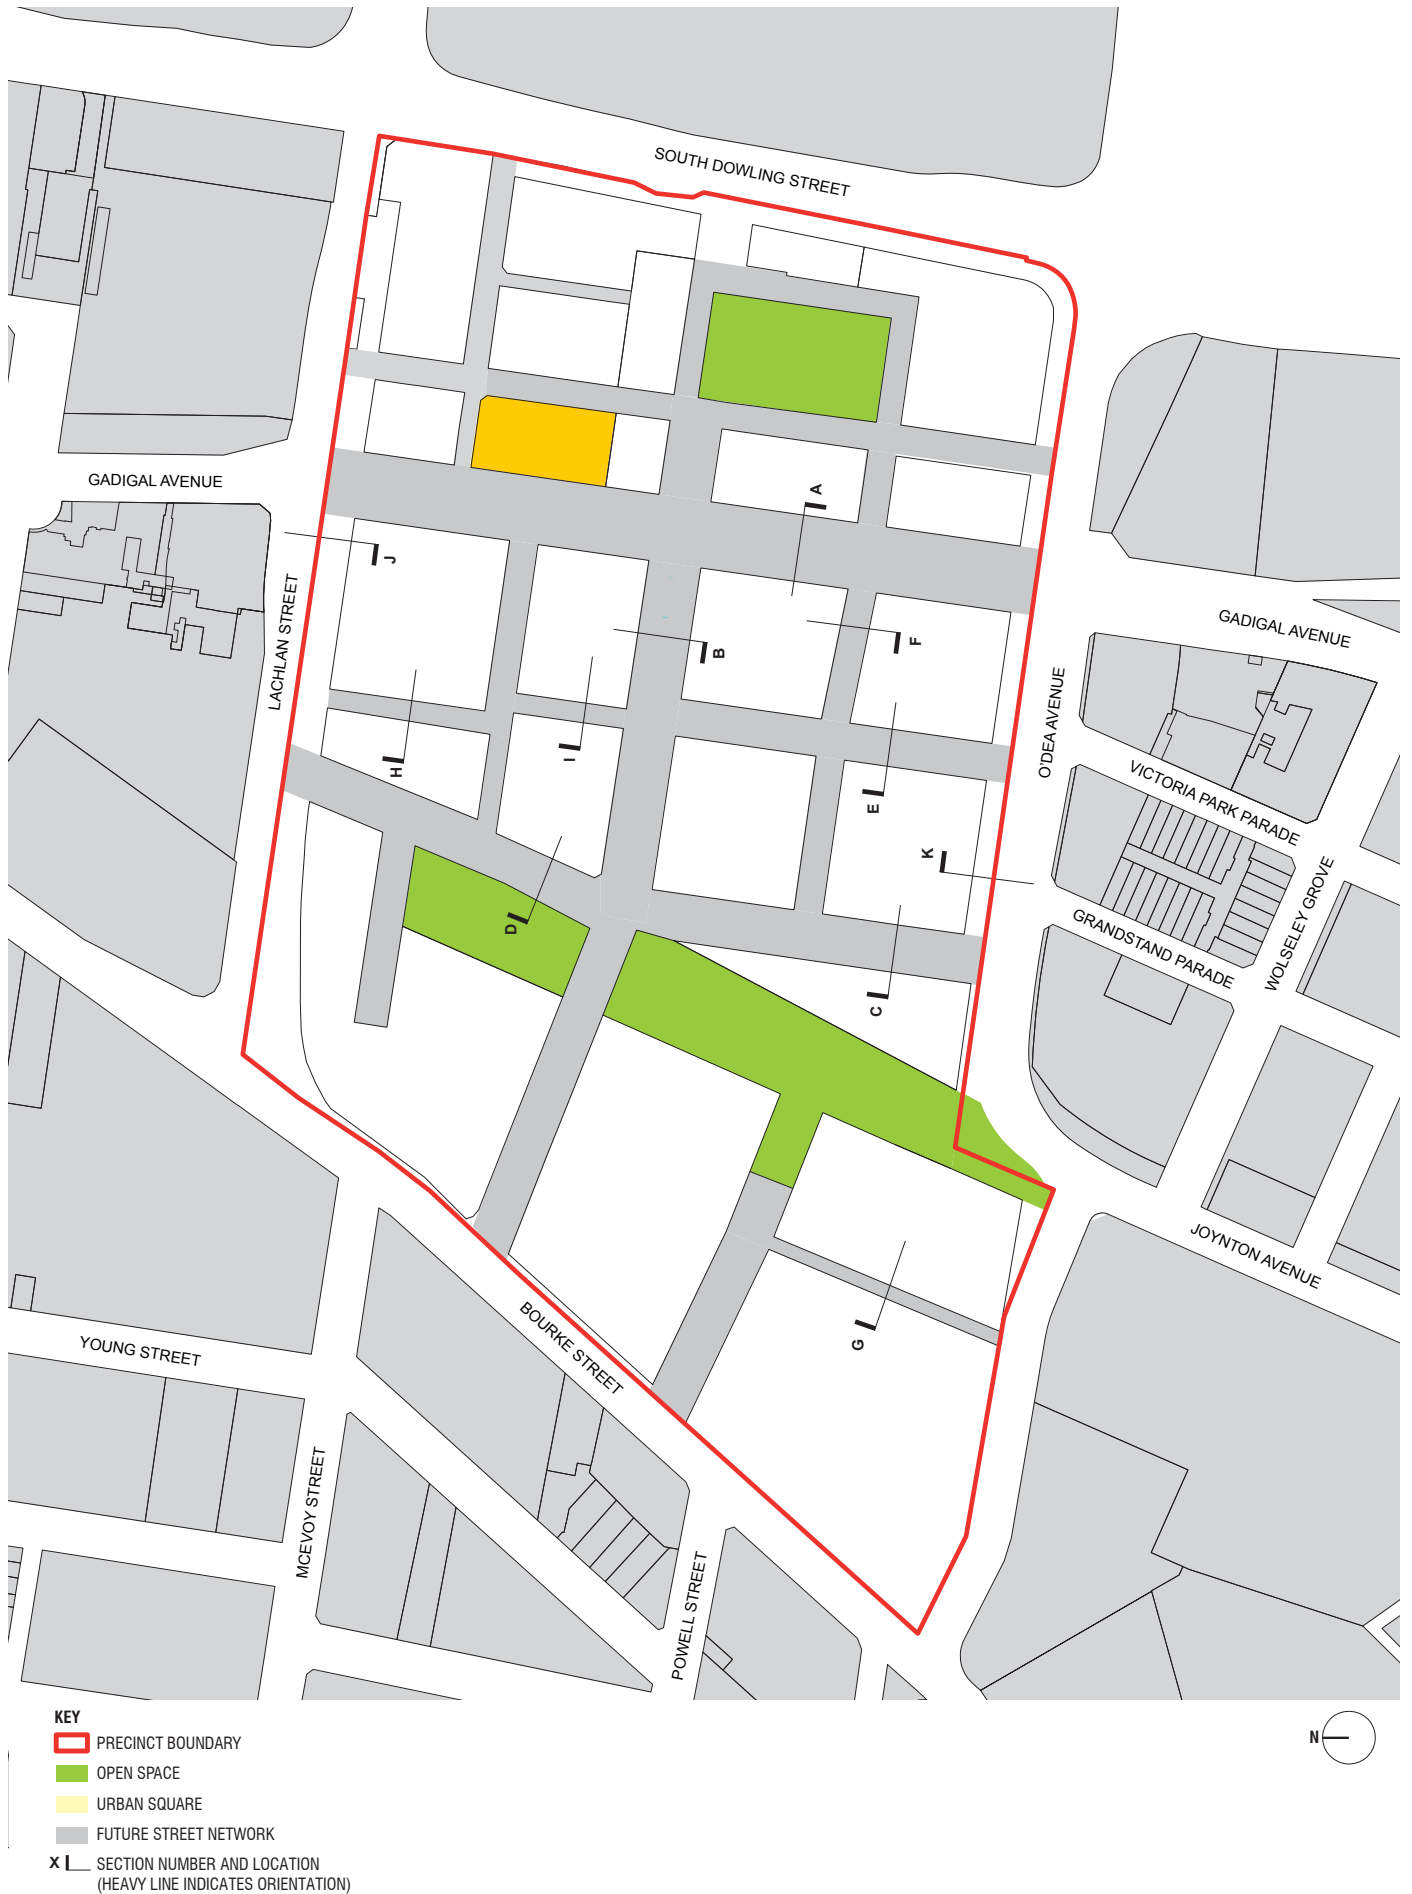 SOUTH DOWLING STREET
GADIGAL AVENUE
A
J
LACHLAN STREET
B
F
GADIGAL AVENUE
O'DEA AVENUE
H
I
E
VICTORIA PARK PARADE
K
WOLSELEY GROVE
D
GRANDSTAND PARADE
C
JOYNTON AVENUE
G
BOURKE STREET
YOUNG STREET
MCEVOY STREET
POWELL STREET
KEY
PRECINCT BOUNDARY
OPEN SPACE
URBAN SQUARE
FUTURE STREET NETWORK
X SECTION NUMBER AND LOCATION
(HEAVY LINE INDICATES ORIENTATION)
N